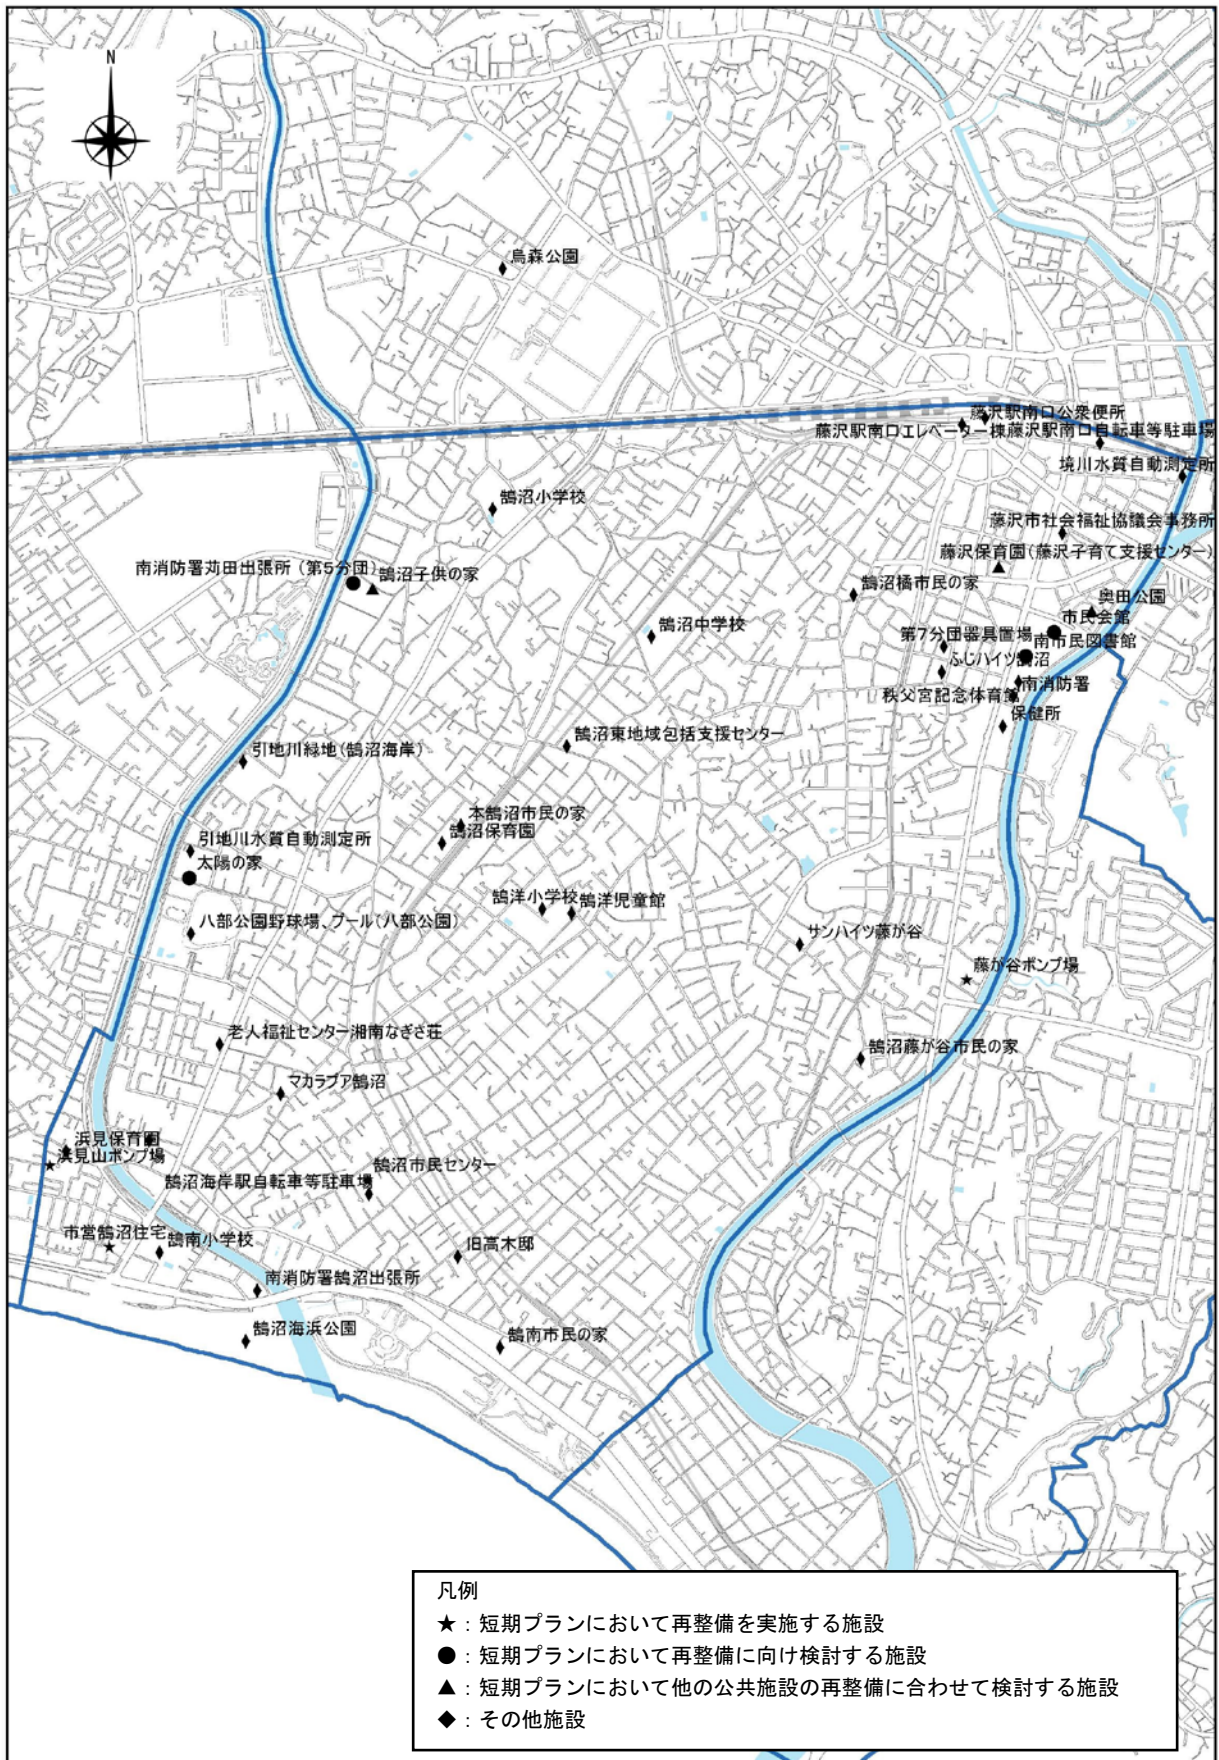 N
鳥森公園
藤沢駅南口公衆便所
藤沢駅南口エレベーター棟
藤沢駅南口自転車等駐車場
境川水質自動測定所
鵠沼小学校
藤沢市社会福祉協議会事務所
藤沢保育園(藤沢子育て支援センター)
南消防署苅田出張所(第5分団)
鵠沼子供の家
鵠沼橋市民の家
奥田公園
市民会館
鵠沼中学校
第7分団器具置場
南市民図書館
ふじハイツ鵠沼
南消防署
秩父宮記念体育館
保健所
鵠沼東地域包括支援センター
引地川緑地(鵠沼海岸)
本鵠沼市民の家
鵠沼保育園
引地川水質自動測定所
太陽の家
鵠洋小学校
鵠洋児童館
八部公園野球場、プール(八部公園)
サンハイツ藤が谷
藤が谷ポンプ場
老人福祉センター湘南なぎさ荘
鵠沼藤が谷市民の家
マカラプア鵠沼
浜見保育園
浜見山ポンプ場
鵠沼市民センター
鵠沼海岸駅自転車等駐車場
市営鵠沼住宅
鵠南小学校
旧高木邸
南消防署鵠沼出張所
鵠沼海浜公園
鵠南市民の家
凡例
★：短期プランにおいて再整備を実施する施設
●：短期プランにおいて再整備に向け検討する施設
▲：短期プランにおいて他の公共施設の再整備に合わせて検討する施設
◆：その他施設